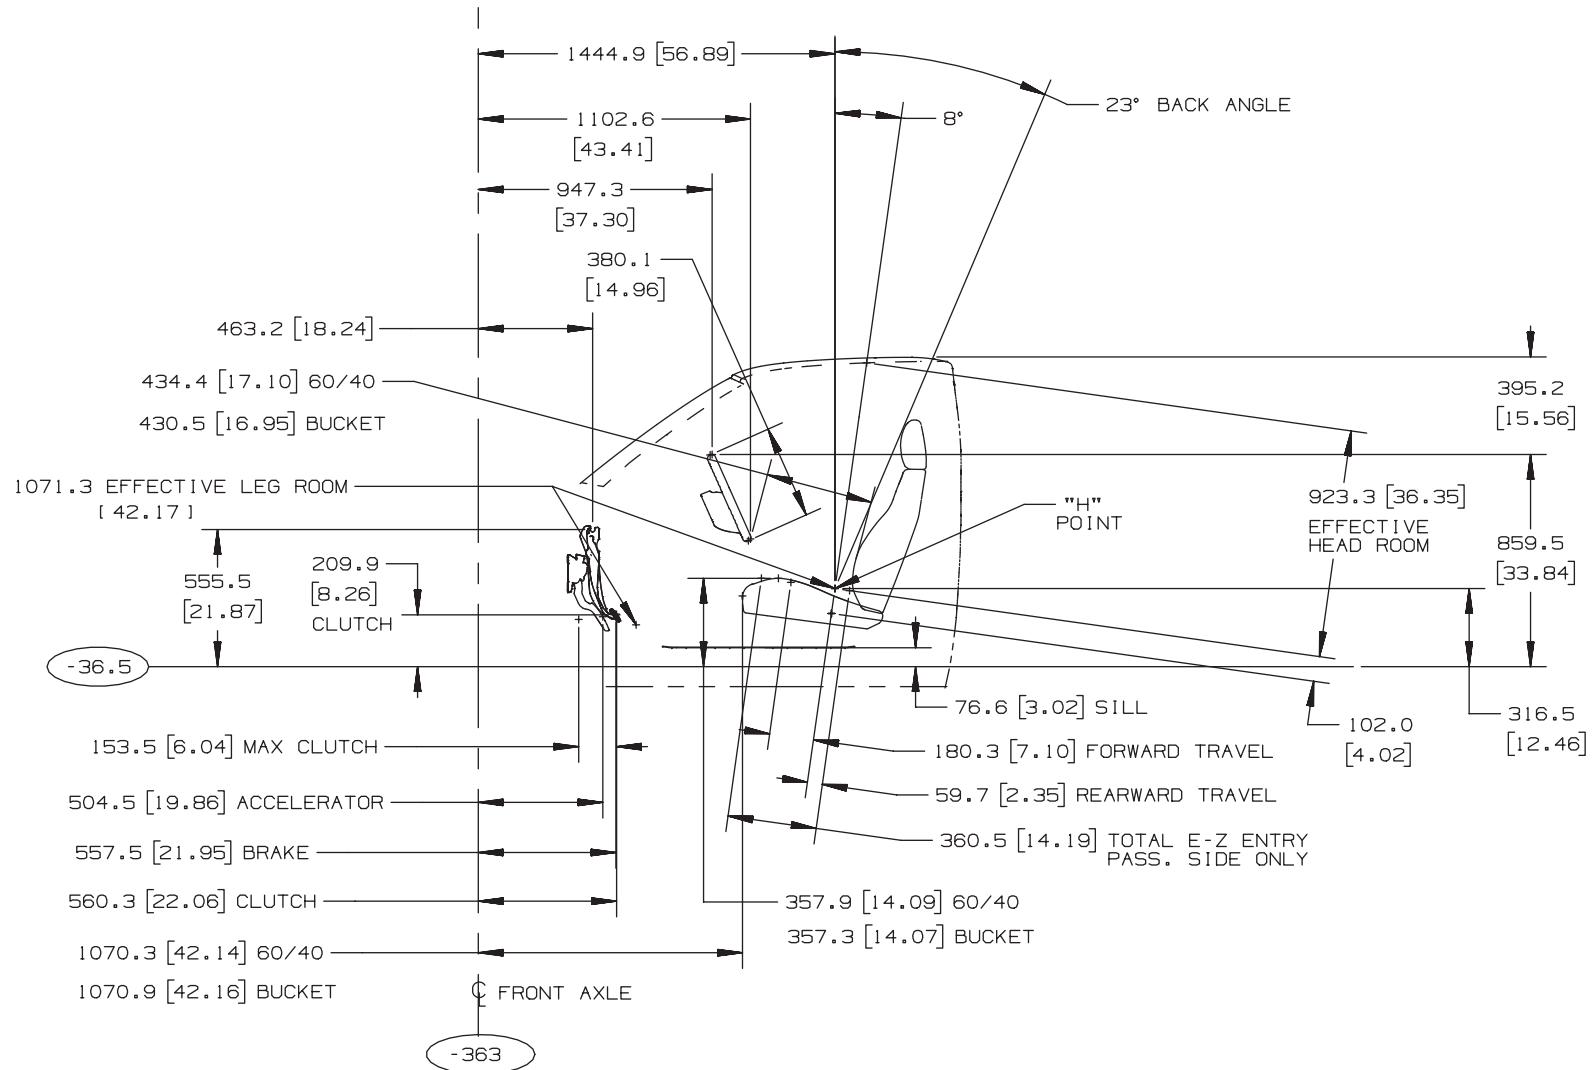 1444.9 [56.89]
23° BACK ANGLE
1102.6
[43.41]
8°
947.3
[37.30]
380.1
[14.96]
463.2 [18.24]
434.4 [17.10] 60/40
430.5 [16.95] BUCKET
395.2
[15.56]
1071.3 EFFECTIVE LEG ROOM
[42.17]
"H"
POINT
923.3 [36.35]
EFFECTIVE
HEAD ROOM
859.5
[33.84]
555.5
[21.87]
209.9
[8.26]
CLUTCH
-36.5
76.6 [3.02] SILL
102.0
[4.02]
316.5
[12.46]
153.5 [6.04] MAX CLUTCH
180.3 [7.10] FORWARD TRAVEL
504.5 [19.86] ACCELERATOR
59.7 [2.35] REARWARD TRAVEL
557.5 [21.95] BRAKE
360.5 [14.19] TOTAL E-Z ENTRY
PASS. SIDE ONLY
560.3 [22.06] CLUTCH
357.9 [14.09] 60/40
357.3 [14.07] BUCKET
1070.3 [42.14] 60/40
1070.9 [42.16] BUCKET
℄ FRONT AXLE
-363